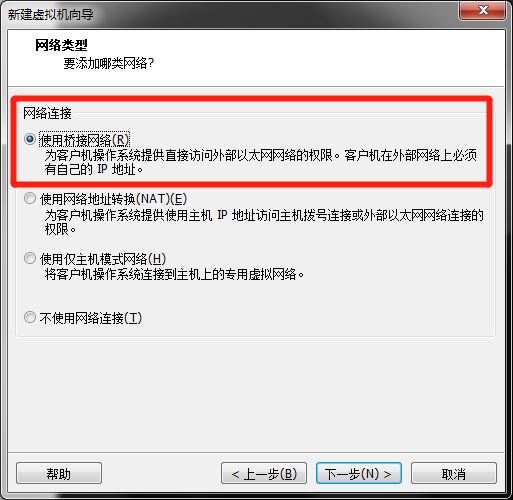 新建虚拟机向导
网络类型
要添加哪类网络?
网络连接
使用桥接网络(R)
为客户机操作系统提供直接访问外部以太网网络的权限。客户机在外部网络上必须
有自己的 IP 地址。
使用网络地址转换(NAT)(E)
为客户机操作系统提供使用主机 IP 地址访问主机拨号连接或外部以太网网络连接的
权限。
使用仅主机模式网络(H)
将客户机操作系统连接到主机上的专用虚拟网络。
不使用网络连接(T)
帮助
< 上一步(B)
下一步(N) >
取消